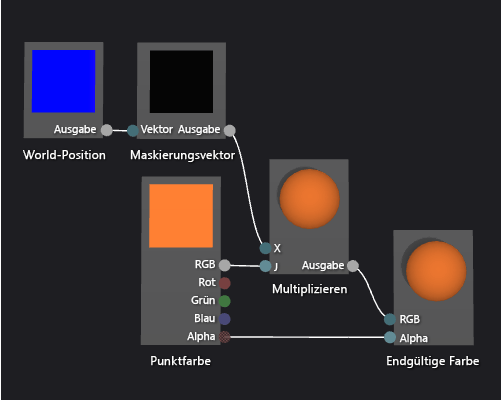 Ausgabe
Vektor Ausgabe
World-Position
Maskierungsvektor
X
RGB
J
Ausgabe
Rot
Multiplizieren
Grün
Blau
RGB
Alpha
Alpha
Punktfarbe
Endgültige Farbe